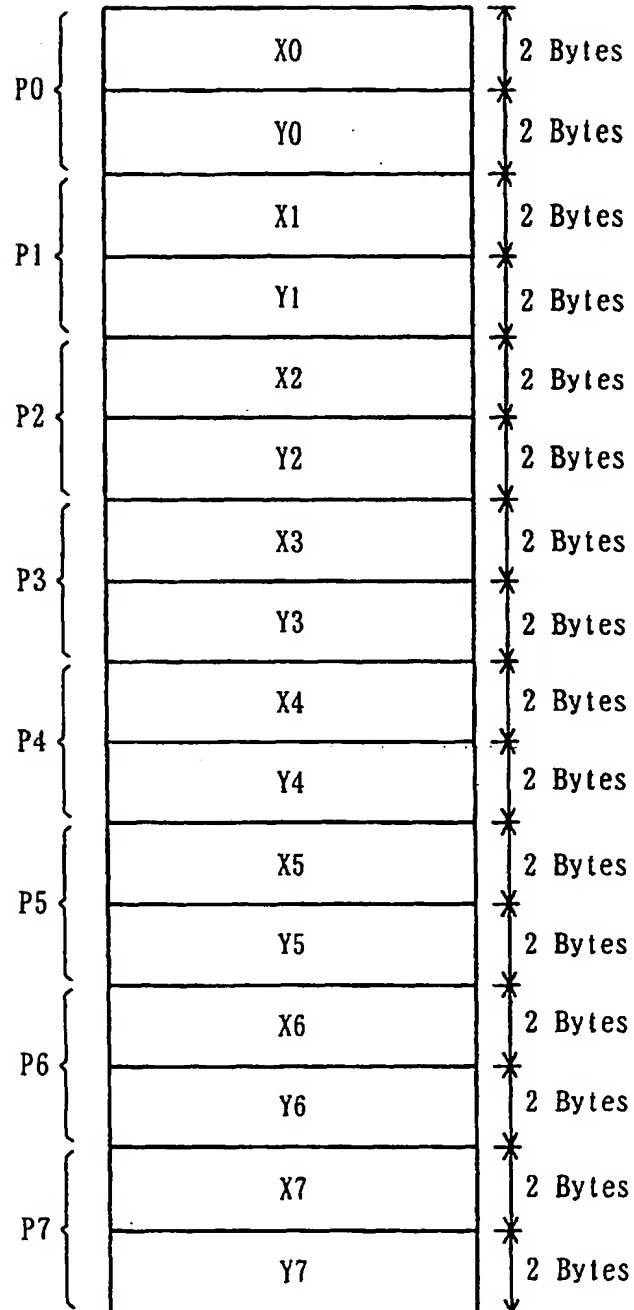 X0 2 Bytes
P0
Y0 2 Bytes
X1 2 Bytes
P1
Y1 2 Bytes
X2 2 Bytes
P2
Y2 2 Bytes
X3 2 Bytes
P3
Y3 2 Bytes
X4 2 Bytes
P4
Y4 2 Bytes
X5 2 Bytes
P5
Y5 2 Bytes
X6 2 Bytes
P6
Y6 2 Bytes
X7 2 Bytes
P7
Y7 2 Bytes